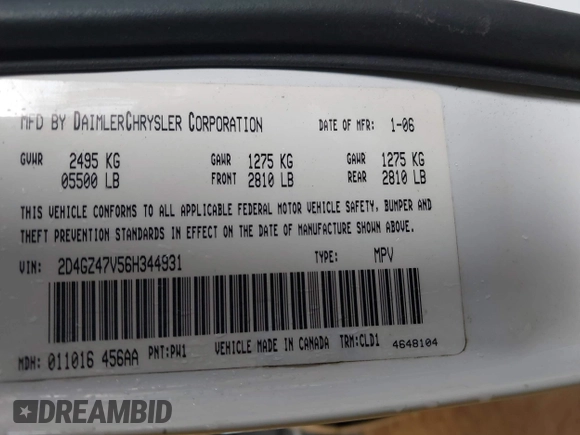 MFD BY DAIMLERCHRYSLER CORPORATION DATE OF MFR: 1-06
GVWR 2495 KG GAWR 1275 KG GAWR 1275 KG
05500 LB FRONT 2810 LB REAR 2810 LB
THIS VEHICLE CONFORMS TO ALL APPLICABLE FEDERAL MOTOR VEHICLE SAFETY, BUMPER AND
THEFT PREVENTION STANDARDS IN EFFECT ON THE DATE OF MANUFACTURE SHOWN ABOVE.
VIN: 2D4GZ47V56H344931 TYPE: MPV
MDH: 011016 456AA PNT:PW1 VEHICLE MADE IN CANADA TRM:CLD1 4648104
DREAMBID